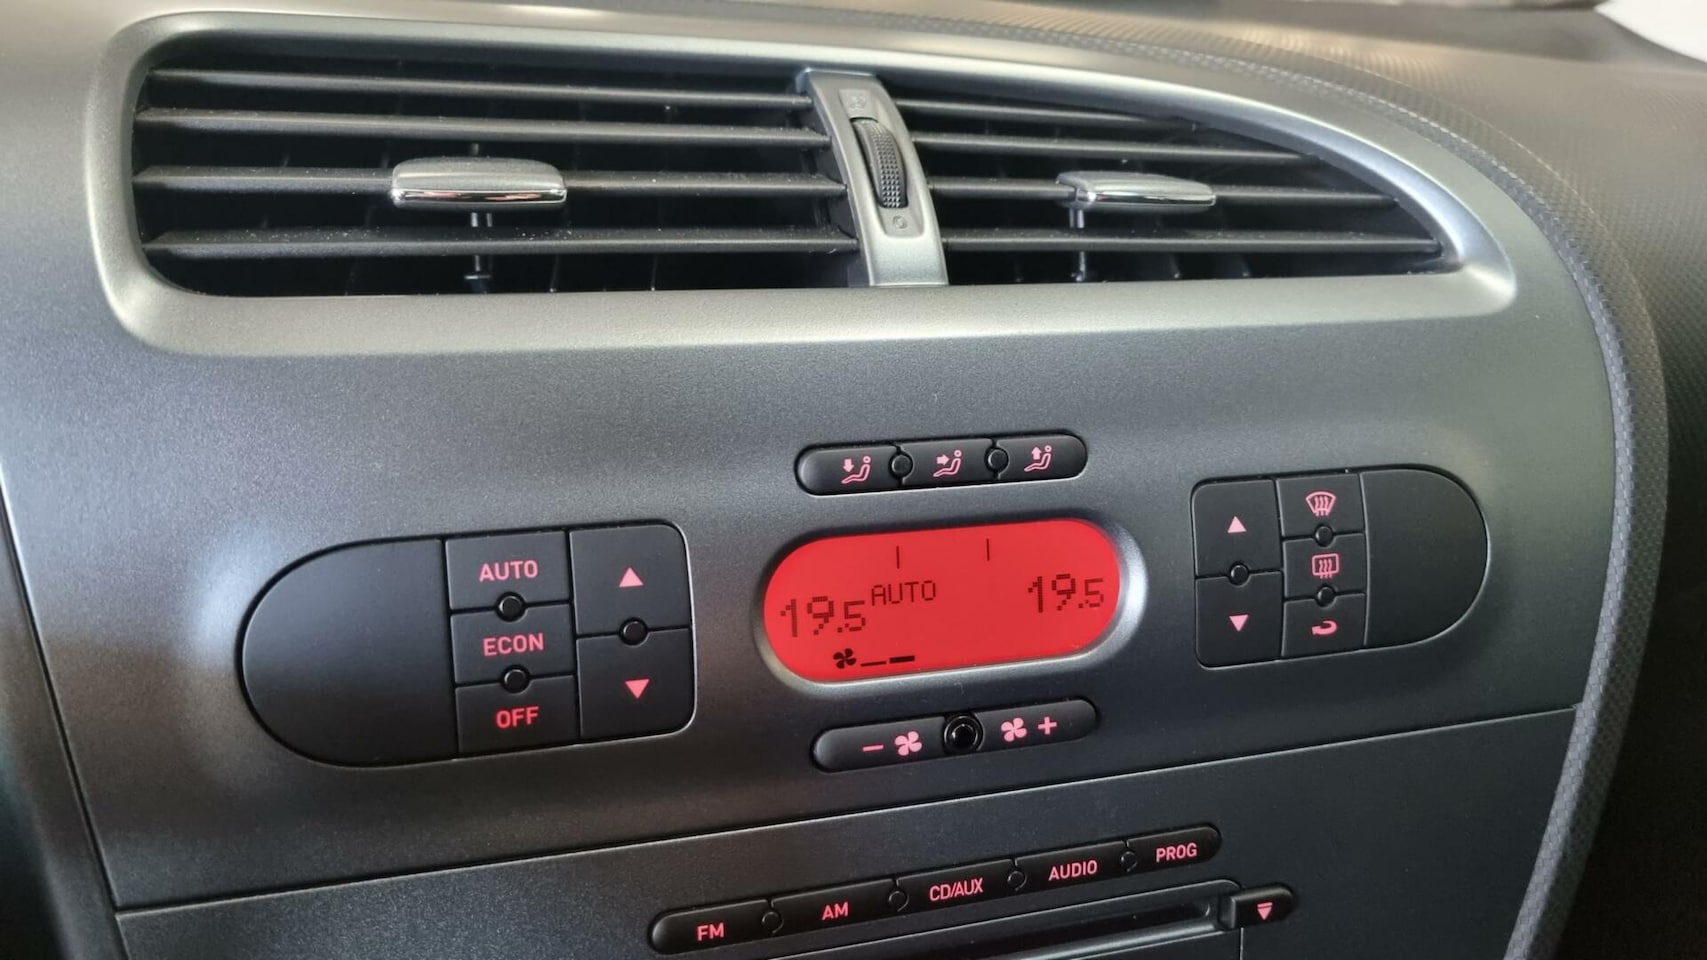 AUTO
ECON
OFF
19.5 AUTO 19.5
- +
FM AM CD/AUX AUDIO PROG